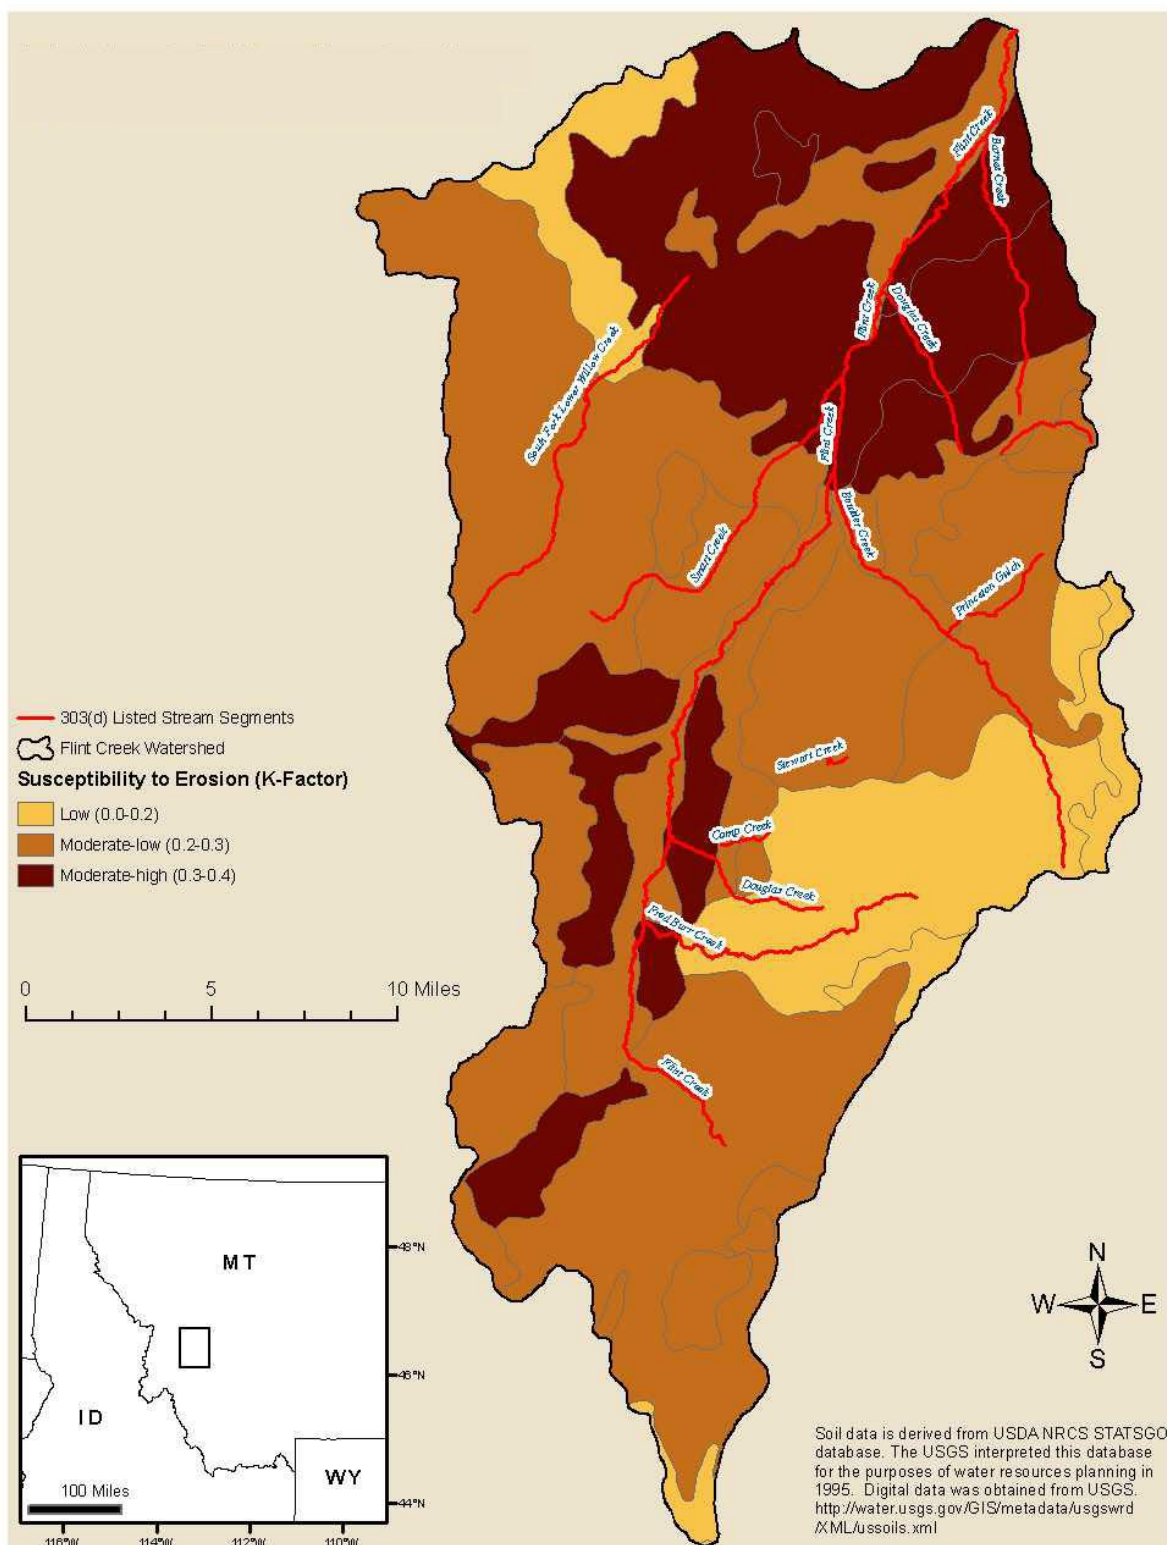 Flint Creek
Barnes Creek
Flint Creek
Douglas Creek
South Fork Lower Willow Creek
Flint Creek
Boulder Creek
Smart Creek
Princeton Gulch
303(d) Listed Stream Segments
Flint Creek Watershed
Susceptibility to Erosion (K-Factor)
Low (0.0-0.2)
Moderate-low (0.2-0.3)
Moderate-high (0.3-0.4)
Stewart Creek
Camp Creek
Douglas Creek
Fred Burr Creek
0 5 10 Miles
Flint Creek
MT
ID
WY
100 Miles
48°N
46°N
44°N
116°W 114°W 112°W 110°W
N
W E
S
Soil data is derived from USDA NRCS STATSGO
database. The USGS interpreted this database
for the purposes of water resources planning in
1995. Digital data was obtained from USGS.
http://water.usgs.gov/GIS/metadata/usgswrd
/XML/ussoils.xml